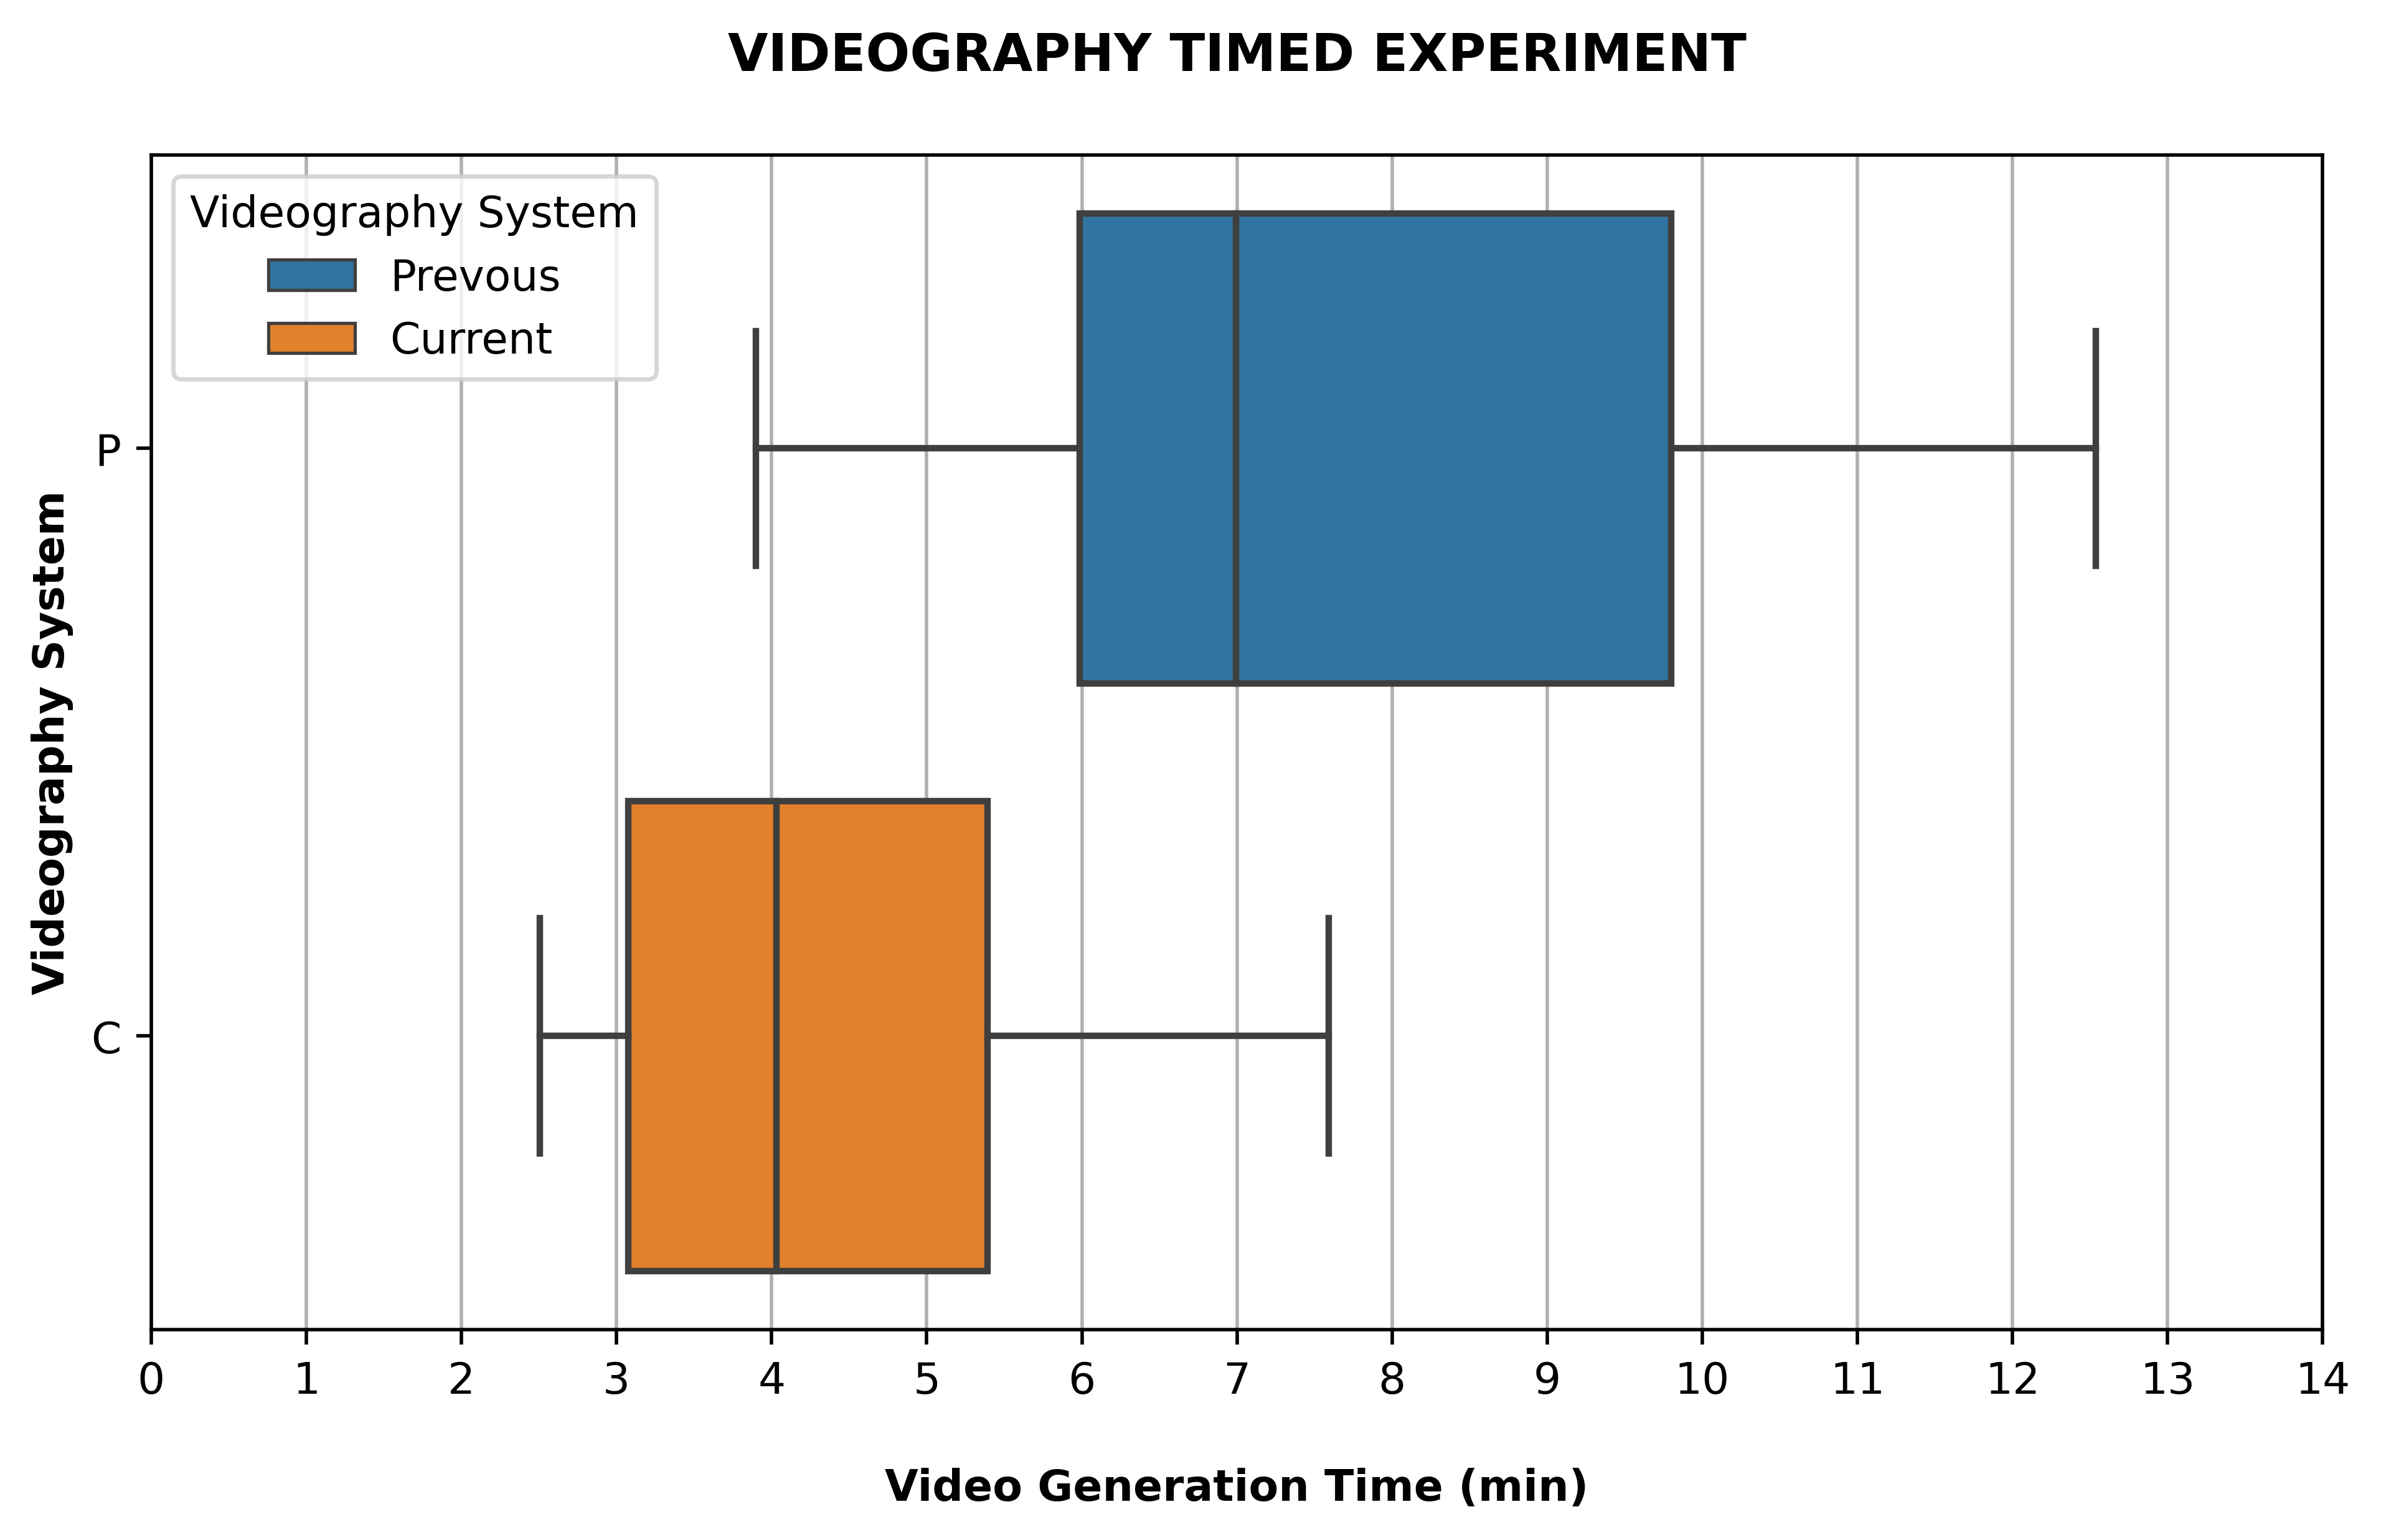 VIDEOGRAPHY TIMED EXPERIMENT
Videography System
Prevous
Current
Videography System
P
C
0 1 2 3 4 5 6 7 8 9 10 11 12 13 14
Video Generation Time (min)